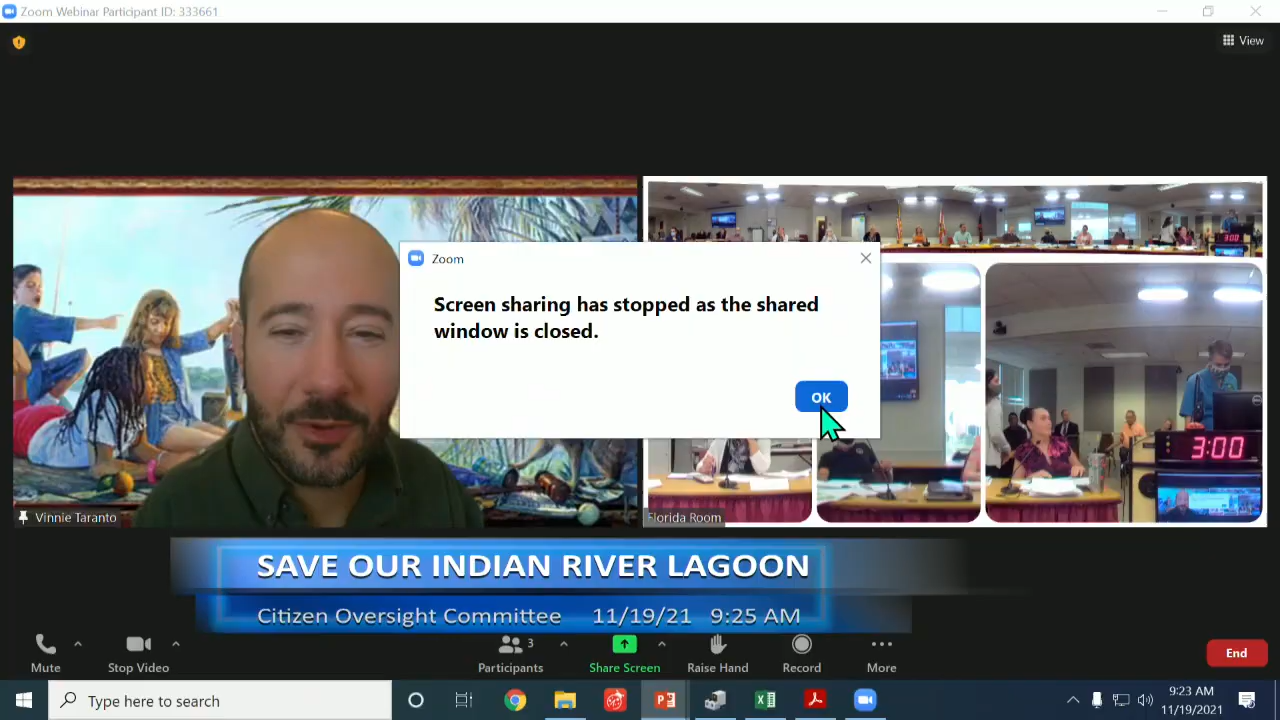 Zoom Webinar Participant ID: 333661
View
Zoom
Screen sharing has stopped as the shared
window is closed.
OK
3:00
3:00
Vinnie Taranto
Florida Room
SAVE OUR INDIAN RIVER LAGOON
Citizen Oversight Committee 11/19/21 9:25 AM
3
Mute
Stop Video
Participants
Share Screen
Raise Hand
Record
More
End
Type here to search
9:23 AM
11/19/2021